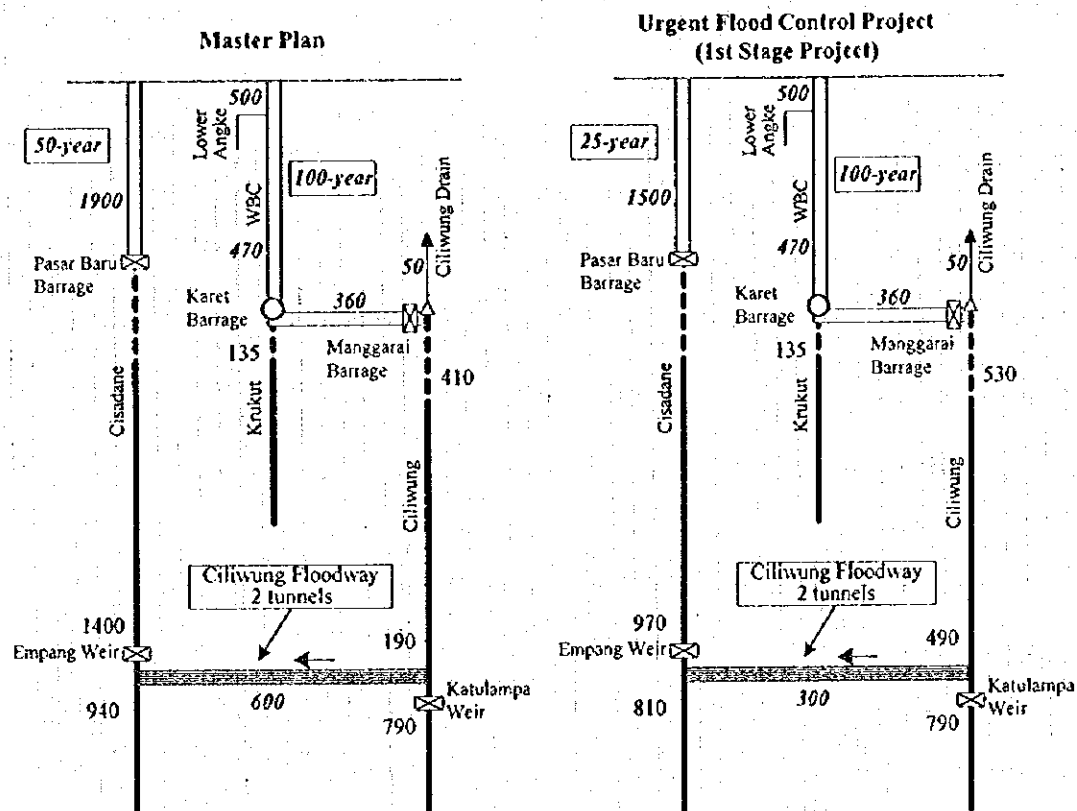 Master Plan
500
Lower
Angke
50-year
100-year
1900
WBC
470
Ciliwung Drain
50
Pasar Baru
Barrage
Karet
Barrage
360
135
Manggarai
Barrage
410
Cisadane
Krukut
Ciliwung
Ciliwung Floodway
2 tunnels
1400
190
Empang Weir
940
600
Katulampa
Weir
790
Urgent Flood Control Project
(1st Stage Project)
500
Lower
Angke
25-year
100-year
1500
WBC
470
Ciliwung Drain
50
Pasar Baru
Barrage
Karet
Barrage
360
135
Manggarai
Barrage
530
Cisadane
Krukut
Ciliwung
Ciliwung Floodway
2 tunnels
970
490
Empang Weir
810
300
Katulampa
Weir
790